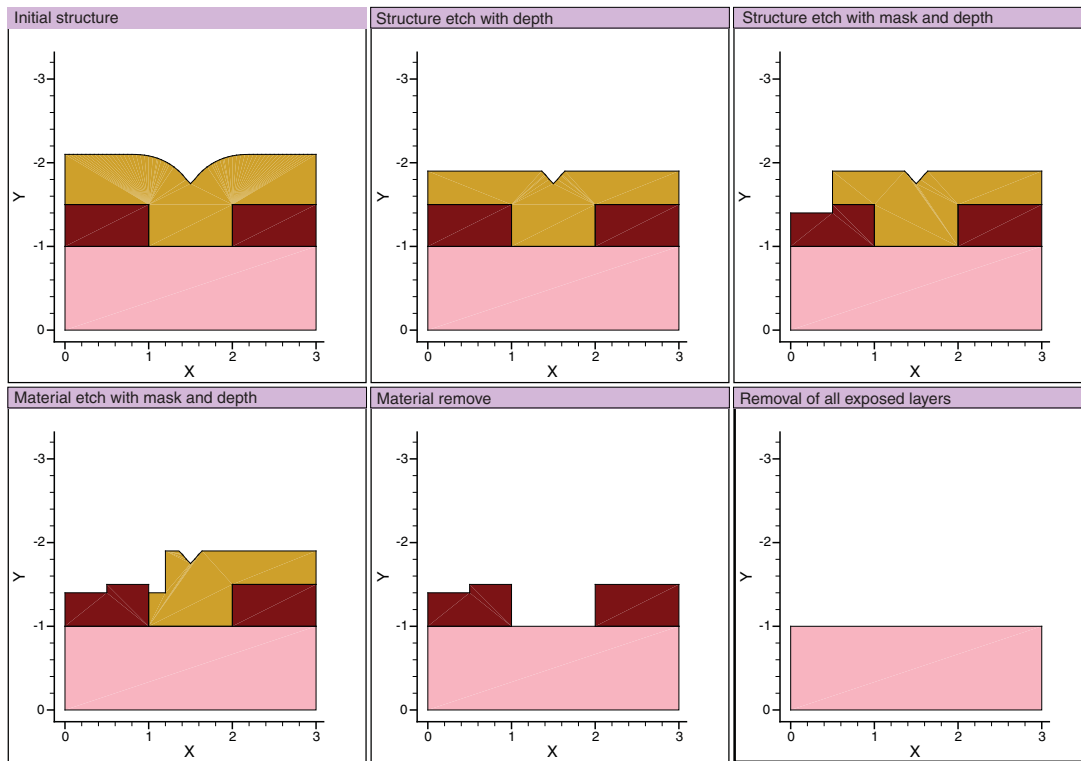 Initial structure
-3
-2
-1
0
Y
0 1 2 3
X
Structure etch with depth
-3
-2
-1
0
Y
0 1 2 3
X
Structure etch with mask and depth
-3
-2
-1
0
Y
0 1 2 3
X
Material etch with mask and depth
-3
-2
-1
0
Y
0 1 2 3
X
Material remove
-3
-2
-1
0
Y
0 1 2 3
X
Removal of all exposed layers
-3
-2
-1
0
Y
0 1 2 3
X